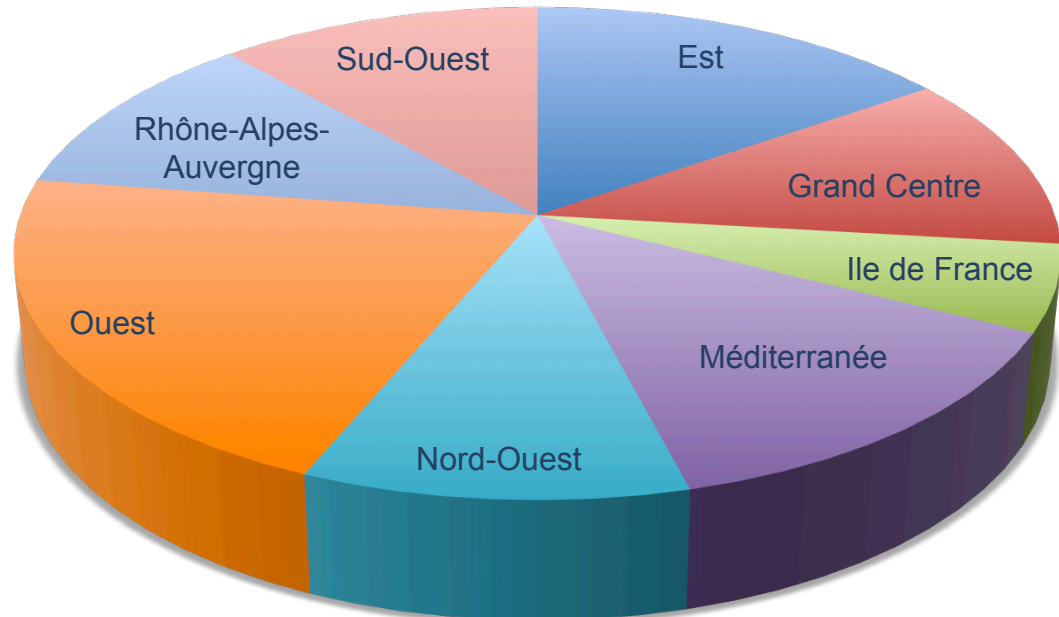 Sud-Ouest
Est
Rhône-Alpes-
Auvergne
Grand Centre
Ile de France
Ouest
Méditerranée
Nord-Ouest